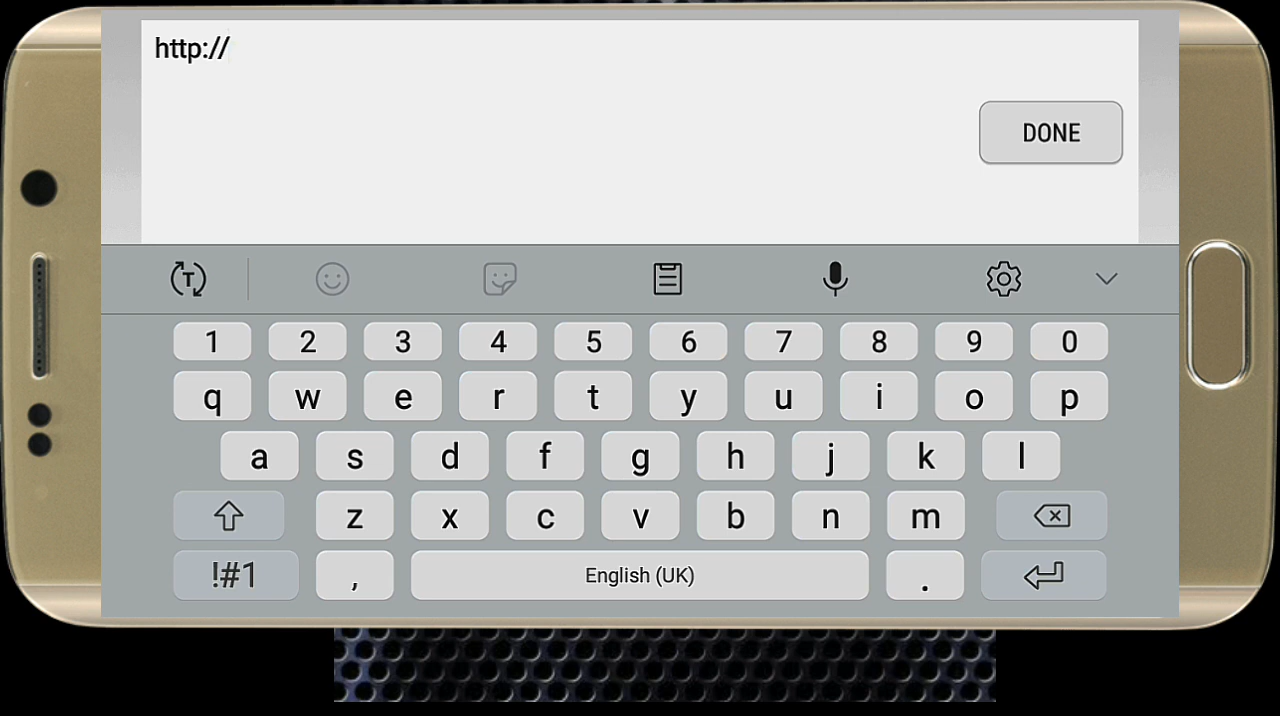 http://
DONE
T
1 2 3 4 5 6 7 8 9 0
q w e r t y u i o p
a s d f g h j k l
z x c v b n m
!#1 , English (UK) .